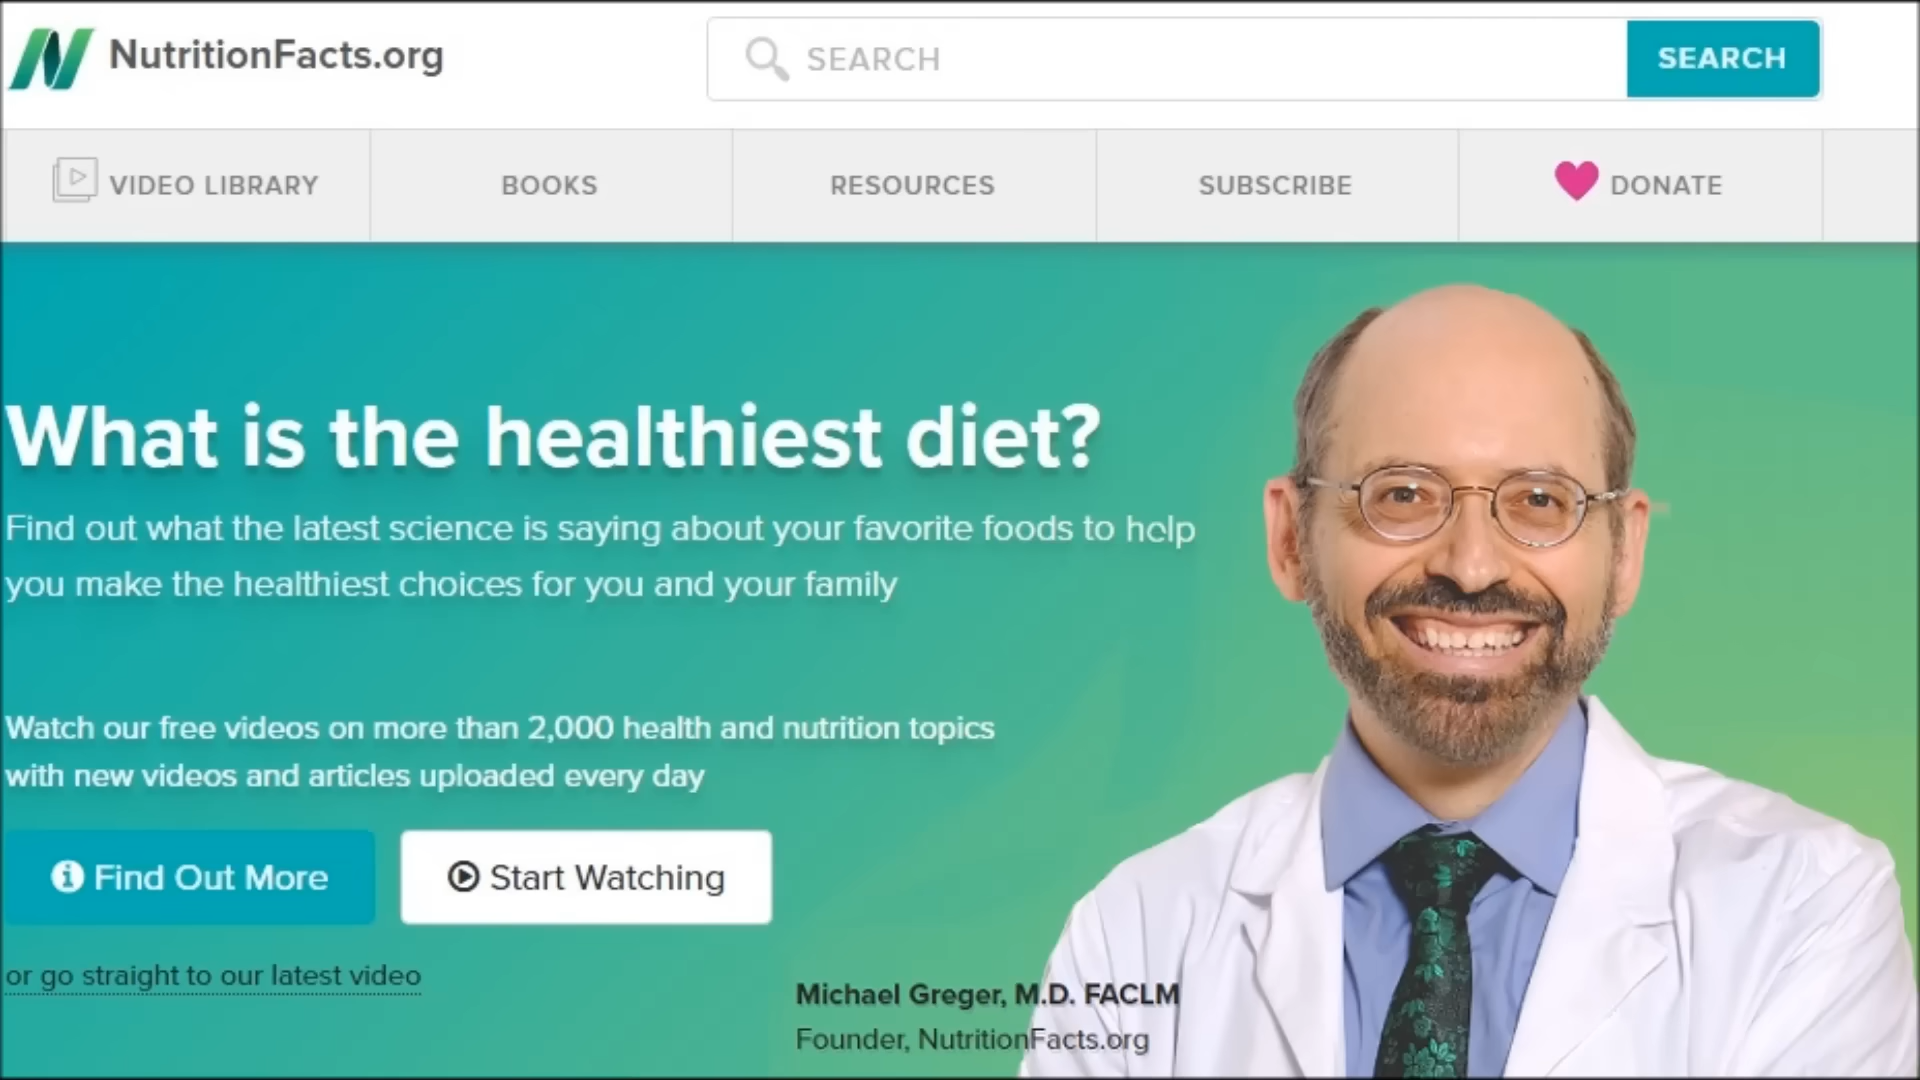 NutritionFacts.org
SEARCH
SEARCH
VIDEO LIBRARY
BOOKS
RESOURCES
SUBSCRIBE
DONATE
What is the healthiest diet?
Find out what the latest science is saying about your favorite foods to help
you make the healthiest choices for you and your family
Watch our free videos on more than 2,000 health and nutrition topics
with new videos and articles uploaded every day
Find Out More
Start Watching
or go straight to our latest video
Michael Greger, M.D. FACLM
Founder, NutritionFacts.org